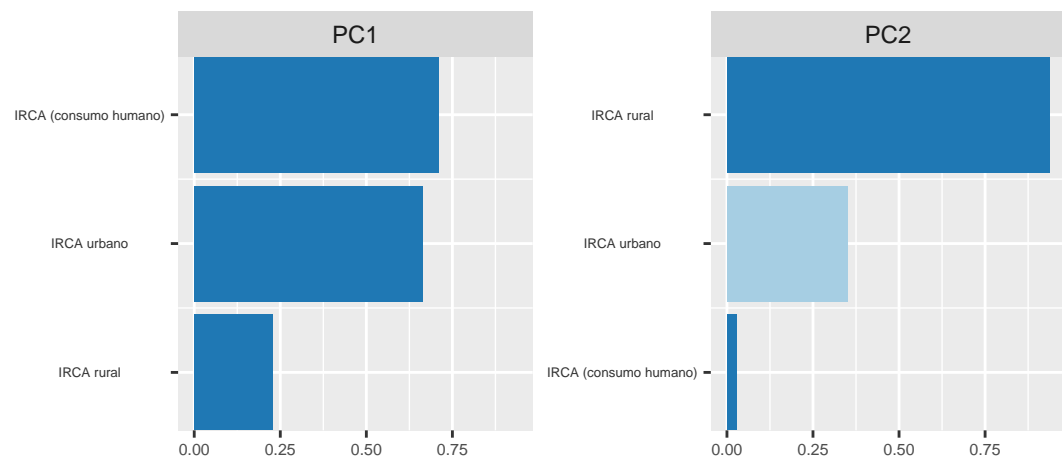 PC1
IRCA (consumo humano)
IRCA urbano
IRCA rural
0.00 0.25 0.50 0.75
PC2
IRCA rural
IRCA urbano
IRCA (consumo humano)
0.00 0.25 0.50 0.75